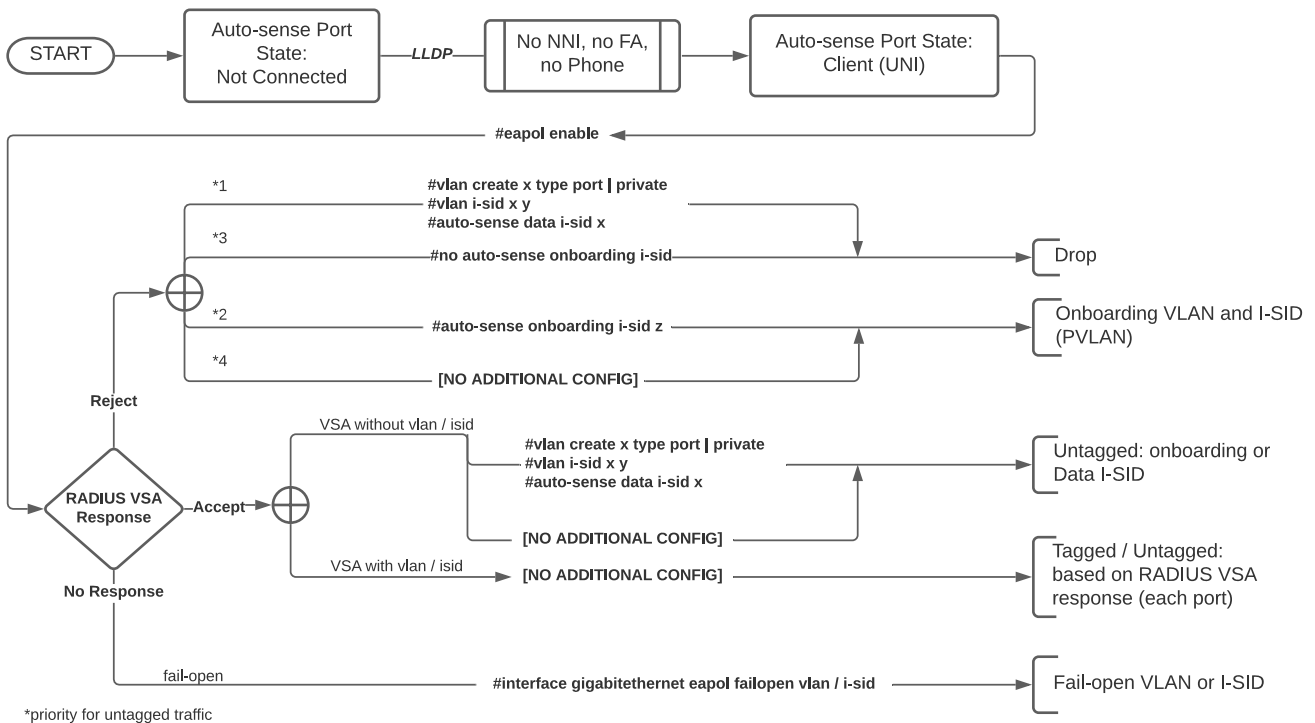 START
Auto-sense Port
State:
Not Connected
LLDP
No NNI, no FA,
no Phone
Auto-sense Port State:
Client (UNI)
#eapol enable
*1
#vlan create x type port | private
#vlan i-sid x y
#auto-sense data i-sid x
*3
#no auto-sense onboarding i-sid
Drop
*2
#auto-sense onboarding i-sid z
Onboarding VLAN and I-SID
(PVLAN)
*4
[NO ADDITIONAL CONFIG]
Reject
VSA without vlan / isid
#vlan create x type port | private
#vlan i-sid x y
#auto-sense data i-sid x
Untagged: onboarding or
Data I-SID
RADIUS VSA
Response
Accept
[NO ADDITIONAL CONFIG]
VSA with vlan / isid
[NO ADDITIONAL CONFIG]
Tagged / Untagged:
based on RADIUS VSA
response (each port)
No Response
fail-open
#interface gigabitethernet eapol failopen vlan / i-sid
Fail-open VLAN or I-SID
*priority for untagged traffic